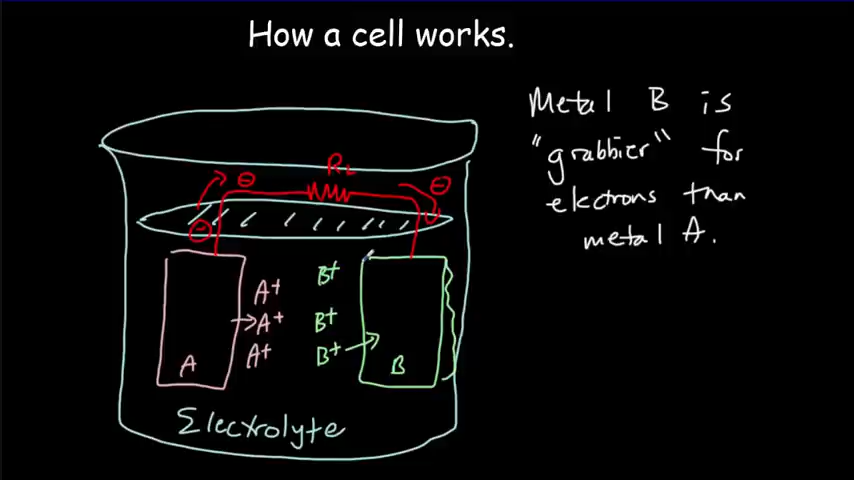 How a cell works.
Metal B is
"grabbier" for
electrons than
metal A.
RL
A+ B+
A+ B+
A+ B+
A B
Electrolyte